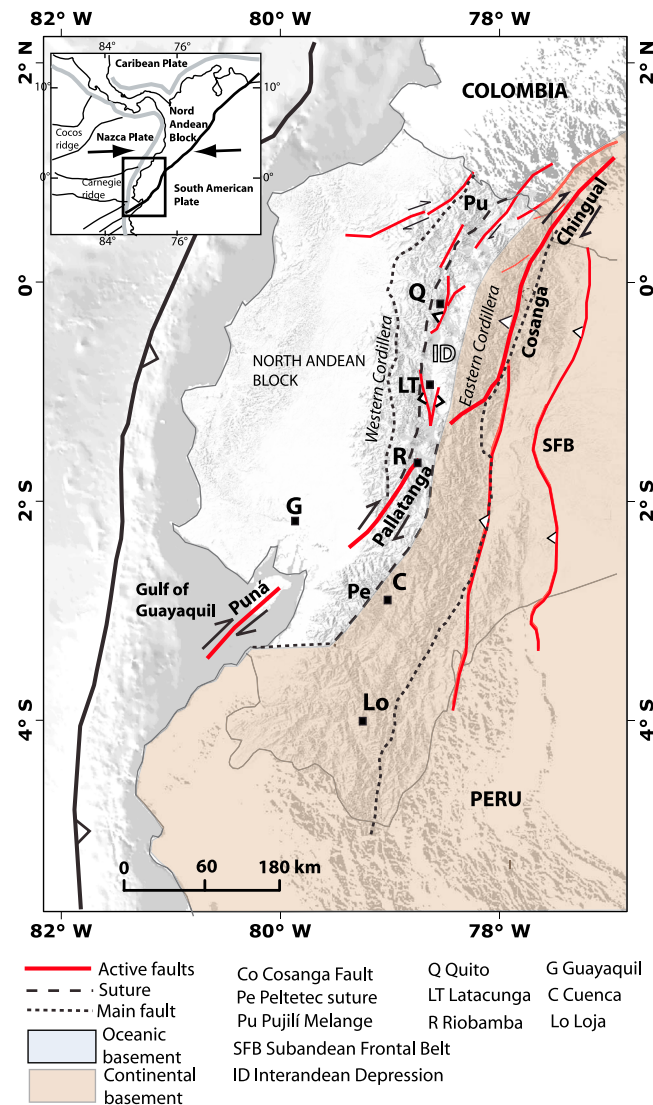 82° W
80° W
78° W
2° N
0°
2° S
4° S
84°
76°
10°
0°
84°
76°
10°
0°
Caribean Plate
Nord
Andean
Block
Cocos
ridge
Nazca Plate
Carnegie
ridge
South American
Plate
COLOMBIA
Pu
Chingual
Q
Cosanga
ID
Eastern Cordillera
Western Cordillera
NORTH ANDEAN
BLOCK
LT
SFB
R
Pallatanga
G
Gulf of
Guayaquil
Puná
Pe
C
Lo
PERU
0 60 180 km
2° N
0°
2° S
4° S
82° W
80° W
78° W
Active faults
Suture
Main fault
Oceanic
basement
Continental
basement
Co Cosanga Fault
Pe Peltetec suture
Pu Pujilí Melange
SFB Subandean Frontal Belt
ID Interandean Depression
Q Quito
LT Latacunga
R Riobamba
G Guayaquil
C Cuenca
Lo Loja